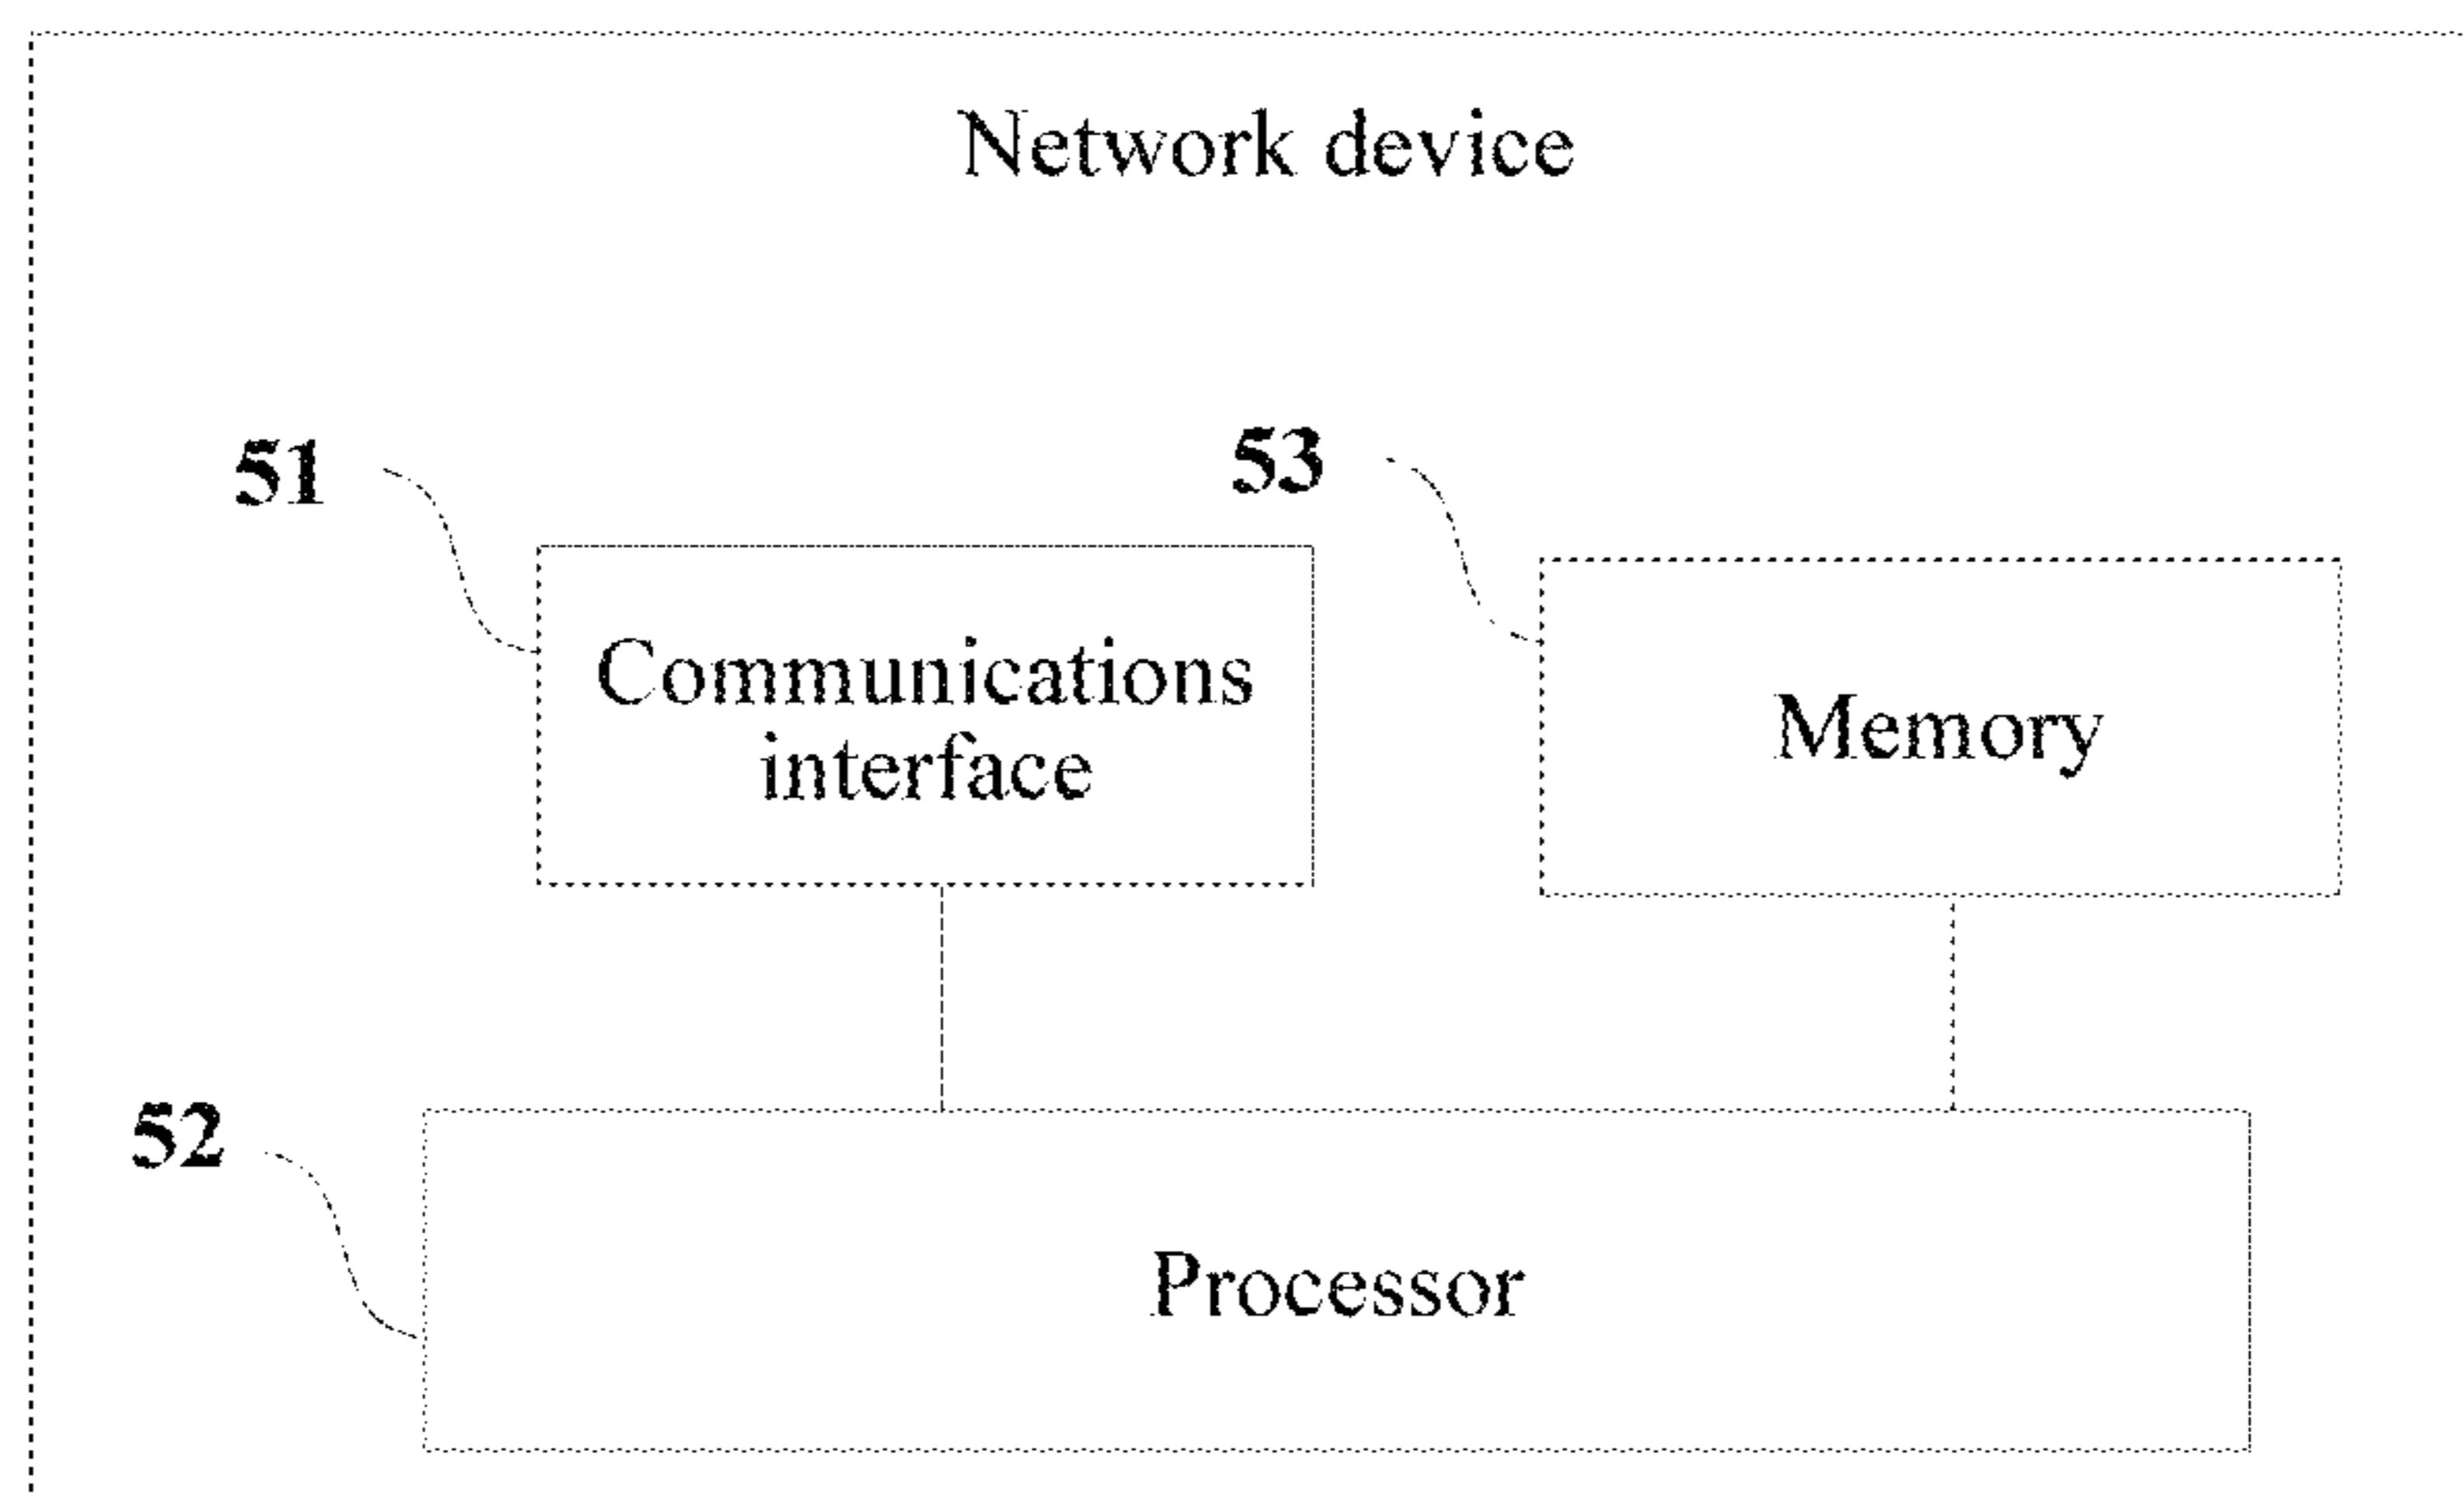 Network device
51
53
Communications
interface
Memory
52
Processor